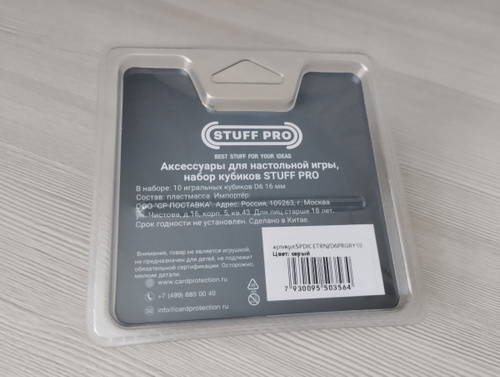 STUFF PRO
BEST STUFF FOR YOUR IDEAS
Аксессуары для настольной игры,
набор кубиков STUFF PRO
В наборе: 10 игральных кубиков D6 16 мм
Состав: пластмасса. Импортёр:
ООО "СР ПОСТАВКА". Адрес: Россия, 109263, г. Москва
ул. Чистова, д.16, корп. 5, кв.43. Для лиц старше 18 лет.
Срок годности не установлен. Сделано в Китае.
Внимание, товар не является игрушкой,
не предназначен для детей, не подлежит
обязательной сертификации. Осторожно,
мелкие детали
www.cardprotection.ru
+7 (499) 685 00 40
info@cardprotection.ru
Цвет: серый
7 930095 503564